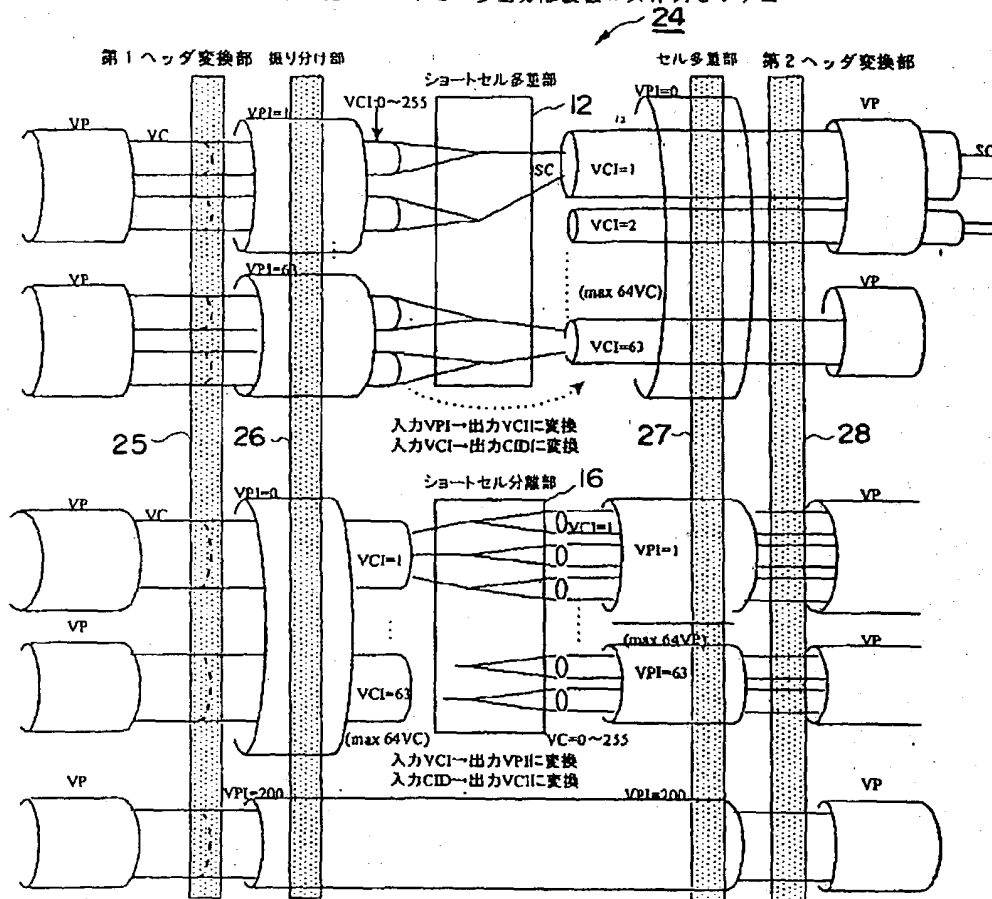 24
第1ヘッダ変換部 振り分け部 セル多重部 第2ヘッダ変換部
ショートセル多重部
12
VP VC VPI=1 VCI:0~255 VPI=0 VP
SC VCI=1 SC
VCI=2
VP VPI=63 (max 64VC) VP
VCI=63
入力VPI→出力VCIに変換
入力VCI→出力CIDに変換
25 26 27 28
ショートセル分離部
16
VP VC VPI=0 VCI=1 VP
VCI=1 VPI=1
VP (max 64VP) VP
VCI=63 VPI=63
(max 64VC) VC=0~255
入力VCI→出力VPIに変換
入力CID→出力VCIに変換
VP VPI=200 VPI=200 VP